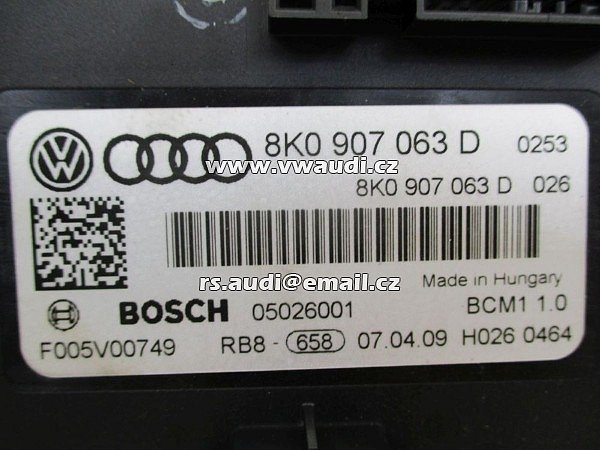 8K0 907 063 D 0253
8K0 907 063 D 026
www.vwaudi.cz
rs.audi@email.cz
Made in Hungary
BOSCH 05026001 BCM1 1.0
F005V00749 RB8 - 658 07.04.09 H026 0464